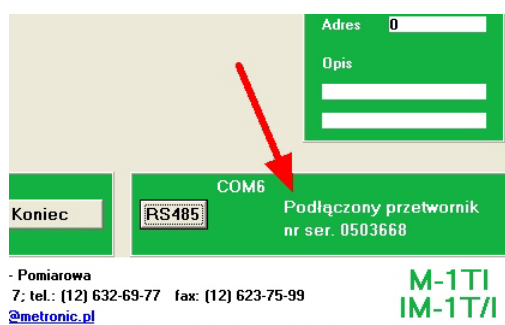 Adres 0
Opis
COM6
Koniec RS485 Podłączony przetwornik
nr ser. 0503668
- Pomiarowa
7; tel.: (12) 632-69-77 fax: (12) 623-75-99
@metronic.pl
M-1TI
IM-1T/I